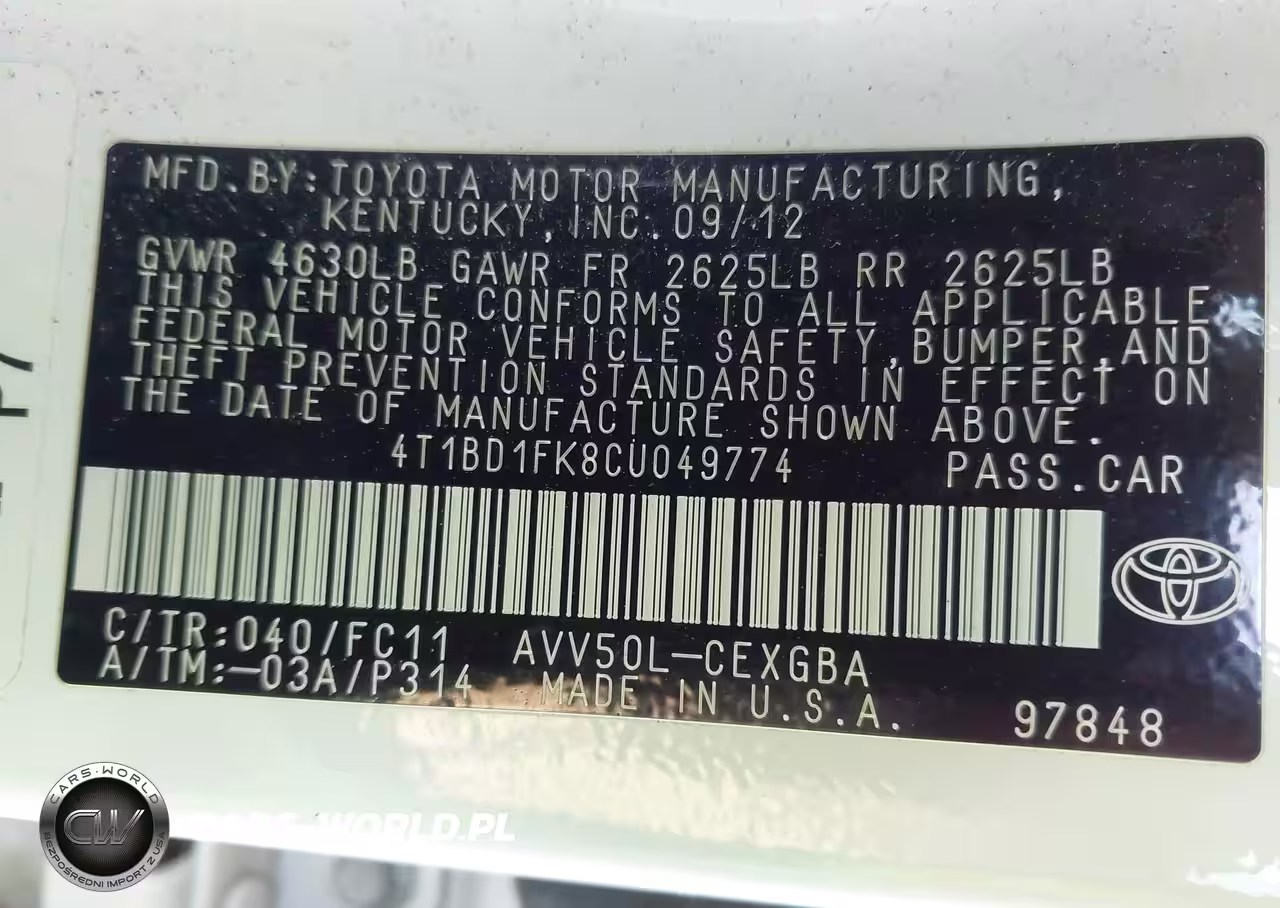 MFD. BY: TOYOTA MOTOR MANUFACTURING,
KENTUCKY, INC. 09/12
GVWR 4630LB GAWR FR 2625LB RR 2625LB
THIS VEHICLE CONFORMS TO ALL APPLICABLE
FEDERAL MOTOR VEHICLE SAFETY, BUMPER, AND
THEFT PREVENTION STANDARDS IN EFFECT ON
THE DATE OF MANUFACTURE SHOWN ABOVE.
4T1BD1FK8CU049774 PASS. CAR
C/TR:040/FC11 AVV50L-CEXGBA
A/TM:-03A/P314 MADE IN U.S.A.
97848
CARS-WORLD
CW
BEZPOŚREDNI IMPORT Z USA
CARS-WORLD.PL